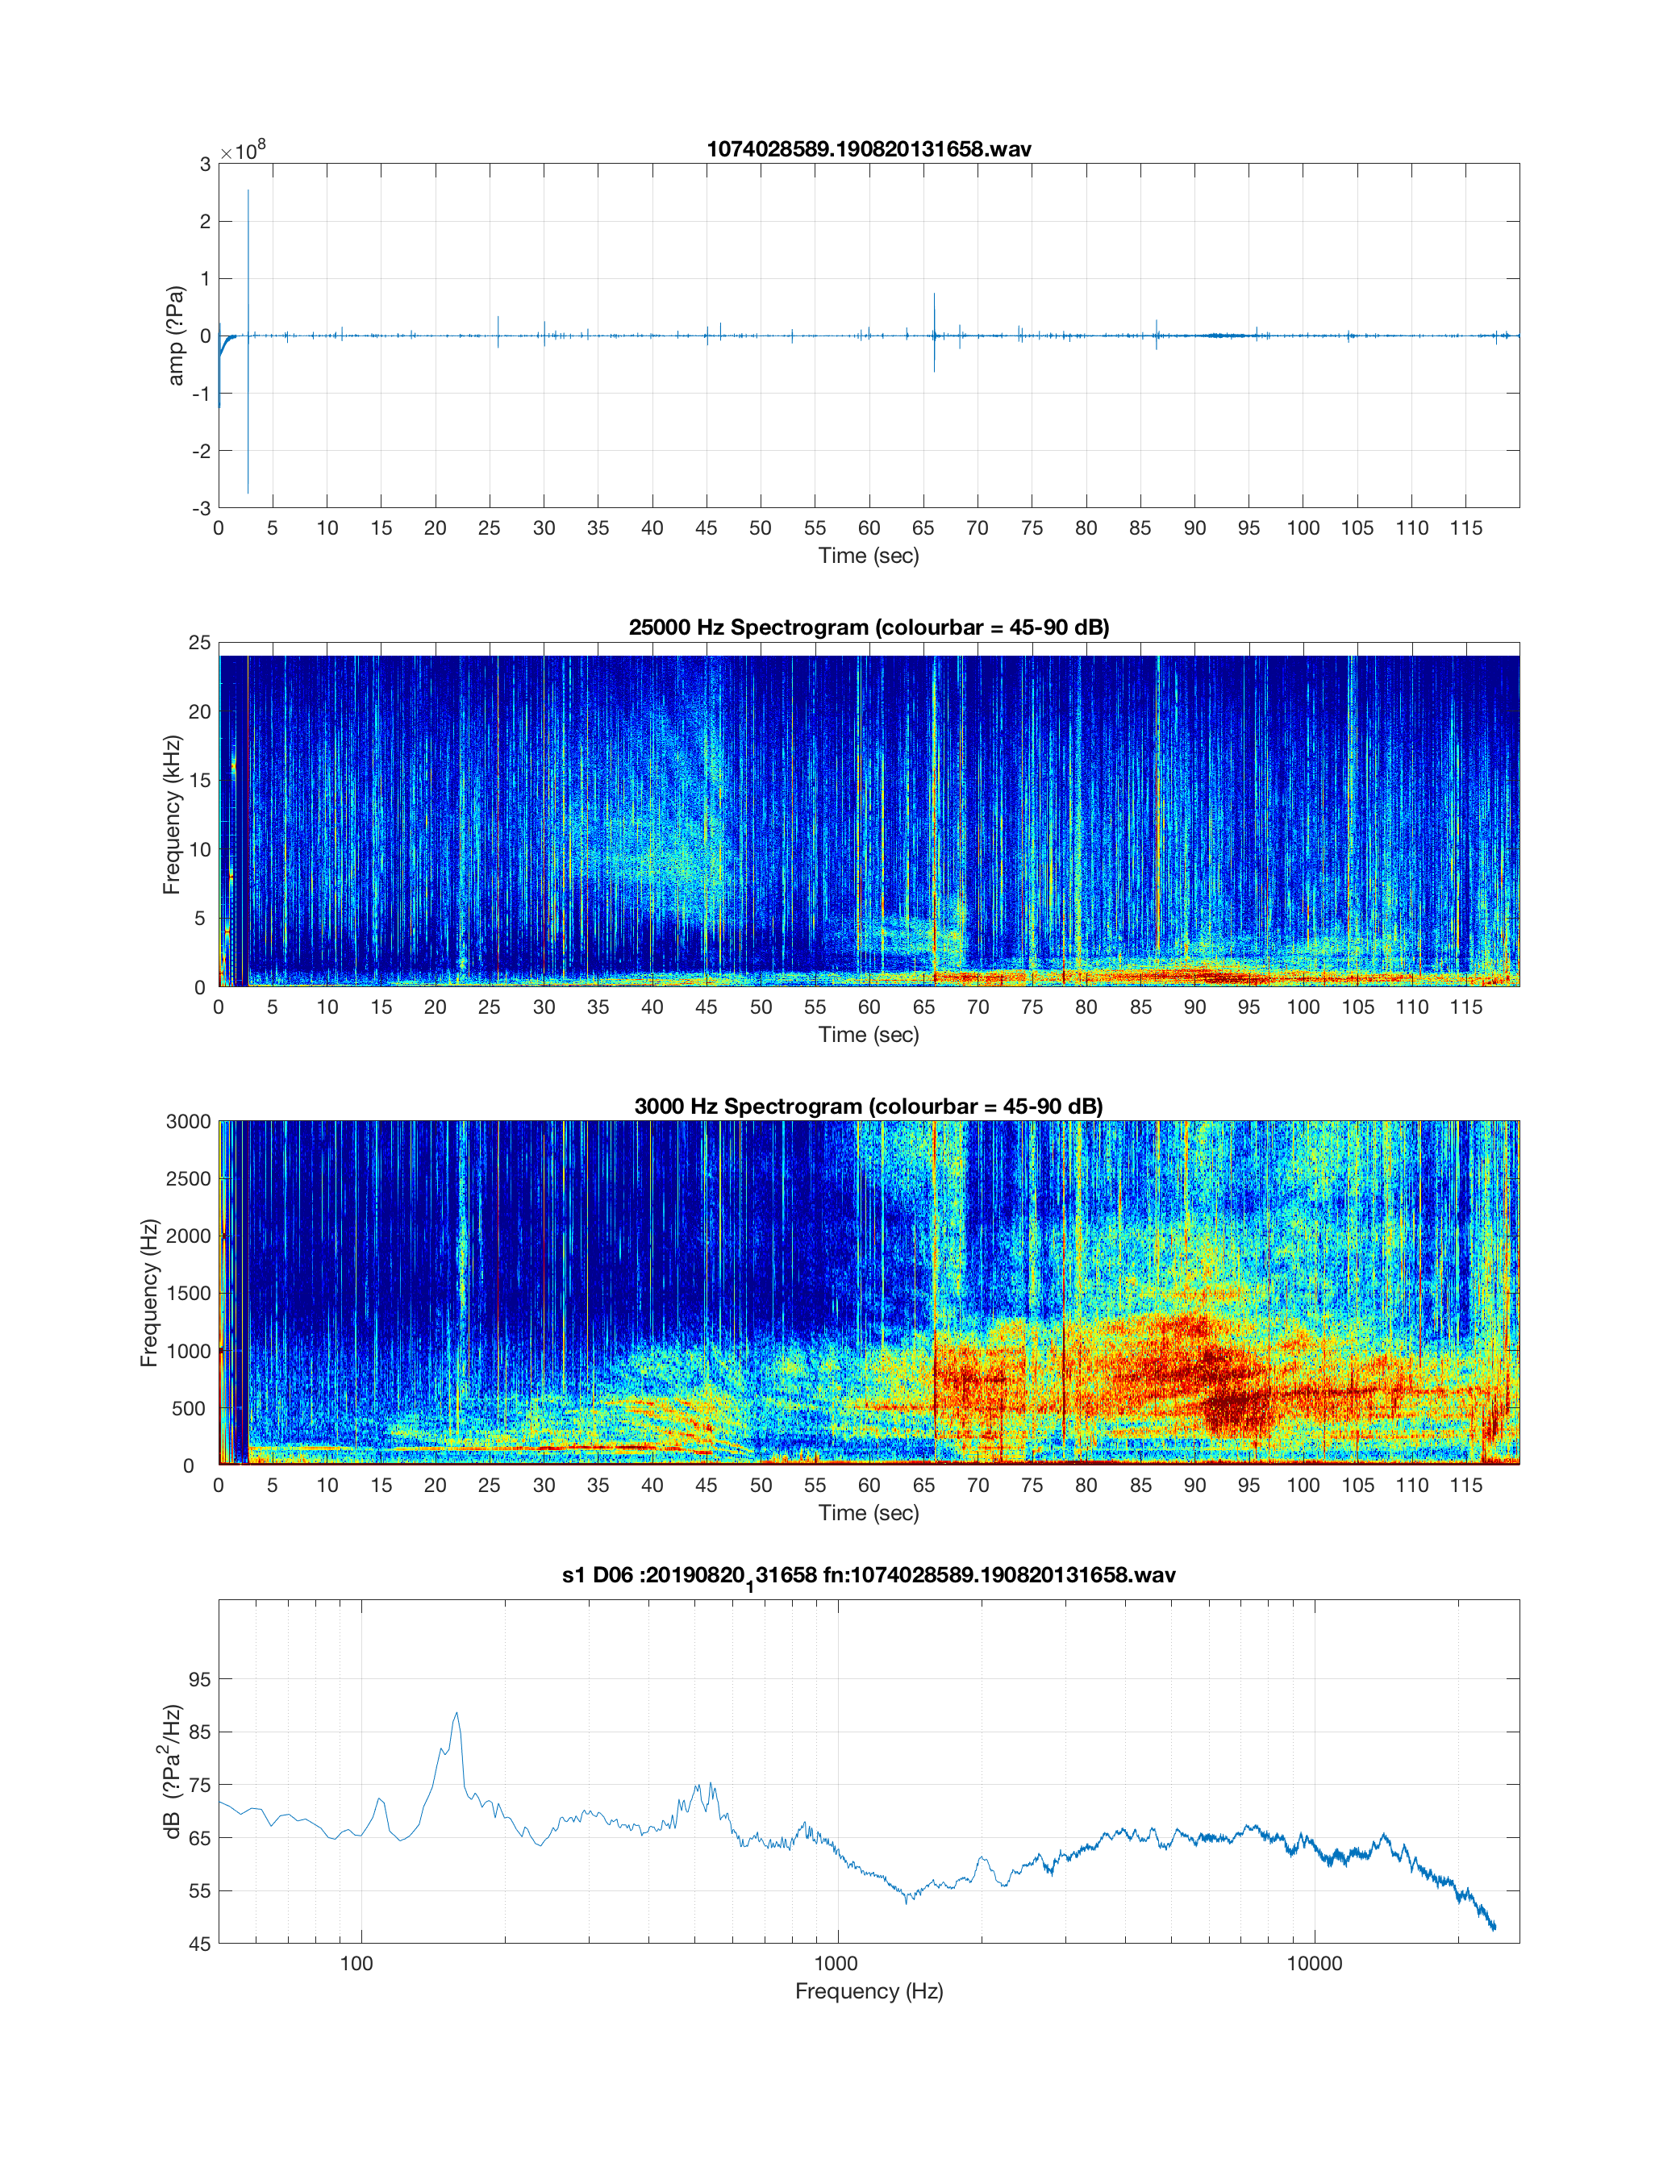 1074028589.190820131658.wav
×10⁸
3
2
1
0
-1
-2
-3
amp (?Pa)
0 5 10 15 20 25 30 35 40 45 50 55 60 65 70 75 80 85 90 95 100 105 110 115
Time (sec)
25000 Hz Spectrogram (colourbar = 45-90 dB)
25
20
15
10
5
0
Frequency (kHz)
0 5 10 15 20 25 30 35 40 45 50 55 60 65 70 75 80 85 90 95 100 105 110 115
Time (sec)
3000 Hz Spectrogram (colourbar = 45-90 dB)
3000
2500
2000
1500
1000
500
0
Frequency (Hz)
0 5 10 15 20 25 30 35 40 45 50 55 60 65 70 75 80 85 90 95 100 105 110 115
Time (sec)
s1 D06 :20190820₁31658 fn:1074028589.190820131658.wav
95
85
75
65
55
45
dB (?Pa²/Hz)
100 1000 10000
Frequency (Hz)